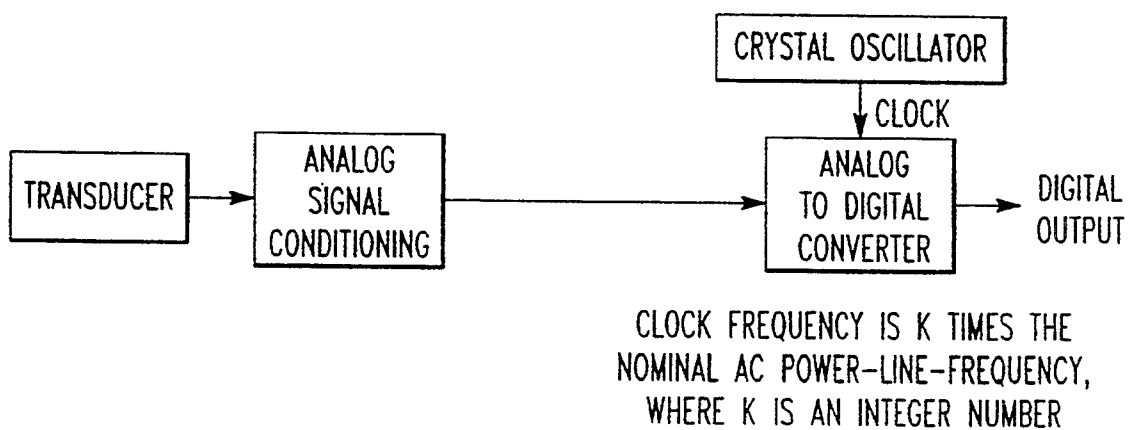 CRYSTAL OSCILLATOR
CLOCK
TRANSDUCER
ANALOG
SIGNAL
CONDITIONING
ANALOG
TO DIGITAL
CONVERTER
DIGITAL
OUTPUT
CLOCK FREQUENCY IS K TIMES THE
NOMINAL AC POWER-LINE-FREQUENCY,
WHERE K IS AN INTEGER NUMBER